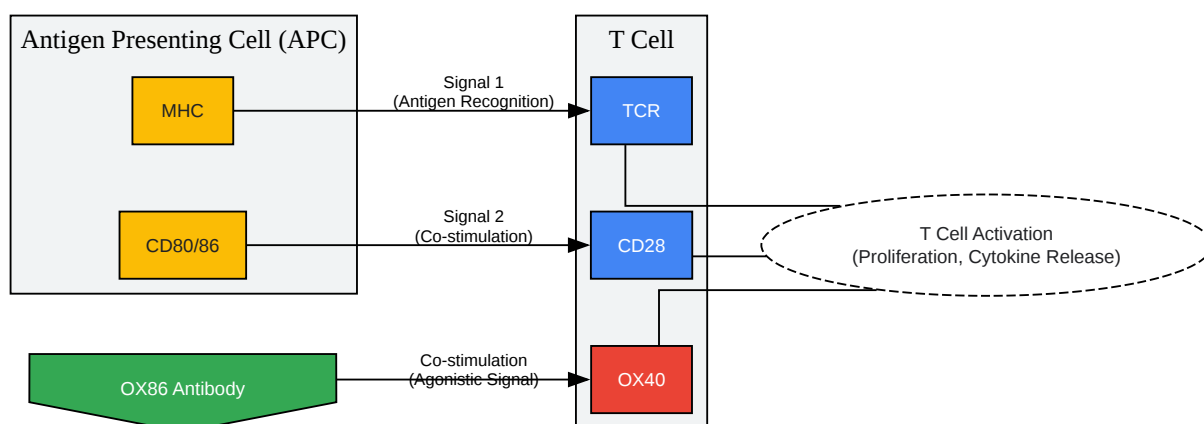 Antigen Presenting Cell (APC)
T Cell
MHC
Signal 1
(Antigen Recognition)
TCR
CD80/86
Signal 2
(Co-stimulation)
CD28
T Cell Activation
(Proliferation, Cytokine Release)
OX86 Antibody
Co-stimulation
(Agonistic Signal)
OX40